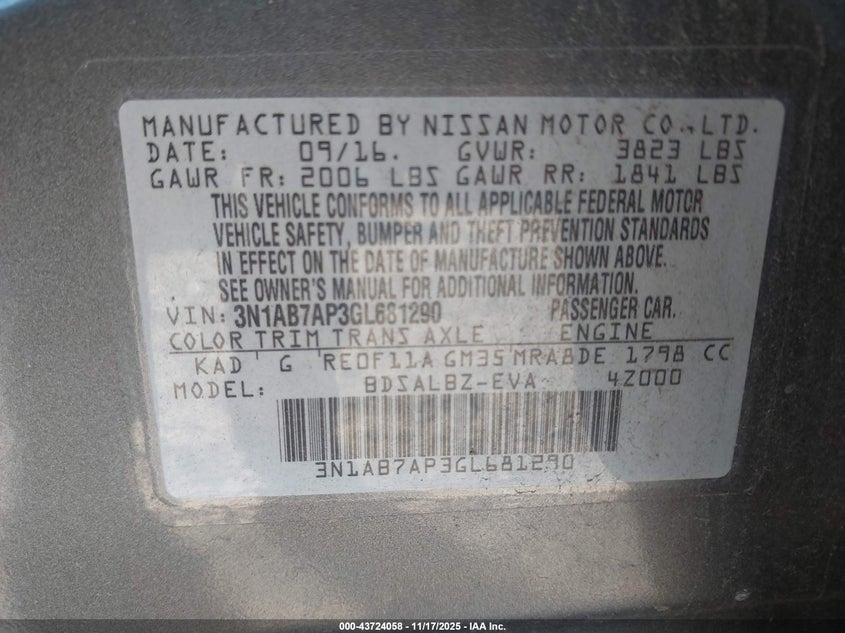 MANUFACTURED BY NISSAN MOTOR CO.,LTD.
DATE: 09/16. GVWR: 3823 LBS
GAWR FR: 2006 LBS GAWR RR: 1841 LBS
THIS VEHICLE CONFORMS TO ALL APPLICABLE FEDERAL MOTOR
VEHICLE SAFETY, BUMPER AND THEFT PREVENTION STANDARDS
IN EFFECT ON THE DATE OF MANUFACTURE SHOWN ABOVE.
SEE OWNER'S MANUAL FOR ADDITIONAL INFORMATION.
VIN: 3N1AB7AP3GL681290 PASSENGER CAR.
COLOR TRIM TRANS AXLE ENGINE
KAD G RE0F11A GM35 MRA8DE 1798 CC
MODEL: BDSALBZ-EVA 4Z000
3N1AB7AP3GL681290
000-43724058 - 11/17/2025 - IAA Inc.